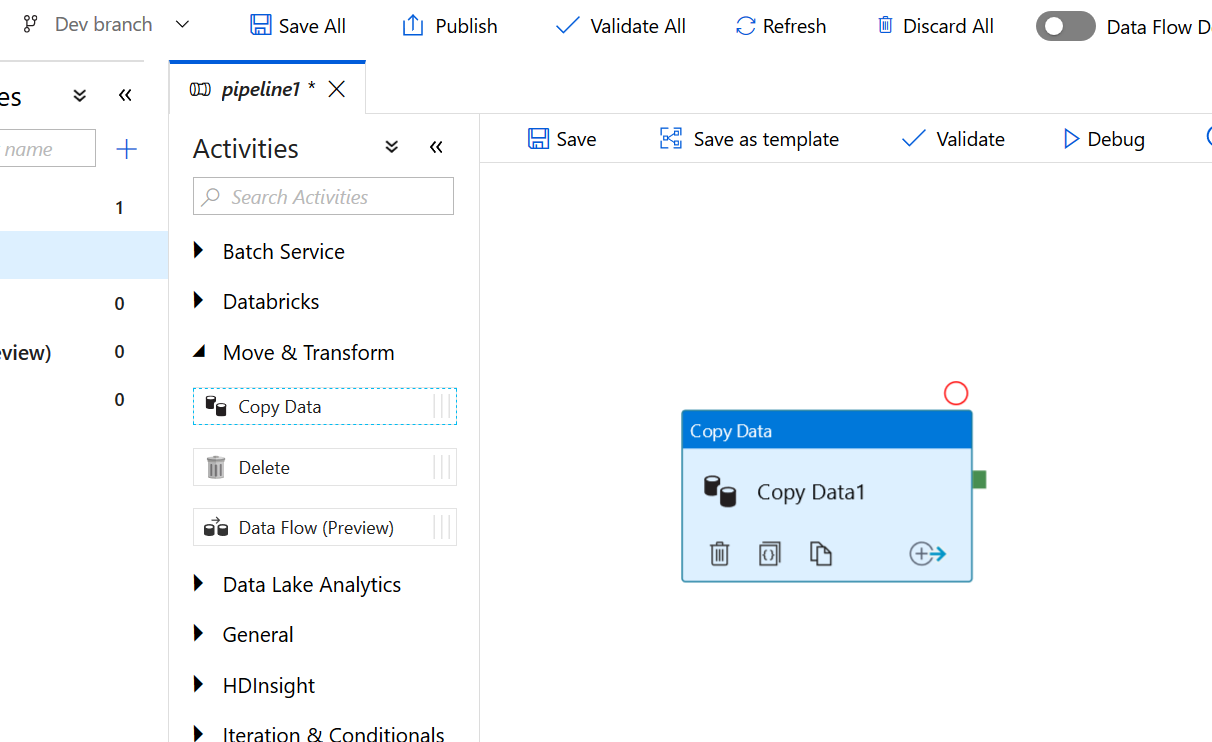 Dev branch Save All Publish Validate All Refresh Discard All Data Flow D
es pipeline1 *
name
1
0
view) 0
0
Activities
Search Activities
Batch Service
Databricks
Move & Transform
Copy Data
Delete
Data Flow (Preview)
Data Lake Analytics
General
HDInsight
Iteration & Conditionals
Save Save as template Validate Debug
Copy Data
Copy Data1